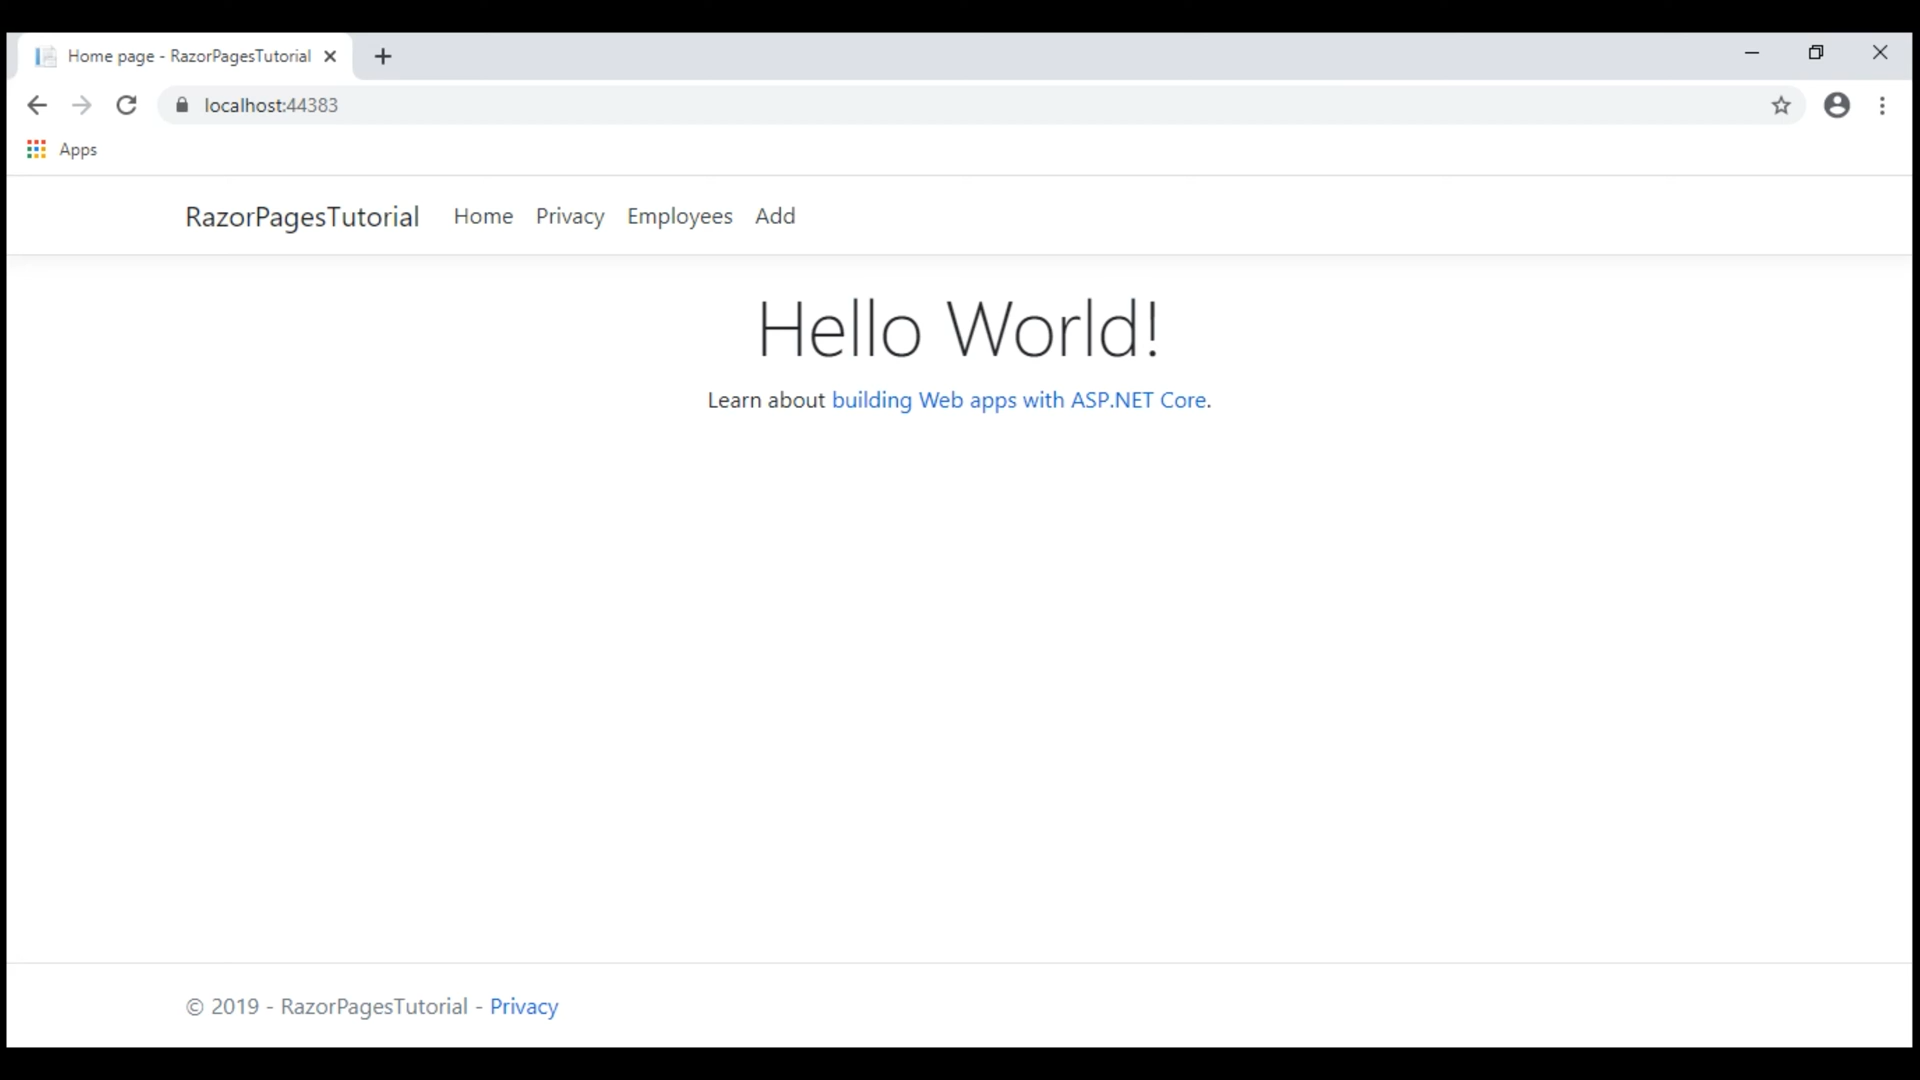 Home page - RazorPagesTutorial
localhost:44383
Apps
RazorPagesTutorial Home Privacy Employees Add
Hello World!
Learn about building Web apps with ASP.NET Core.
© 2019 - RazorPagesTutorial - Privacy